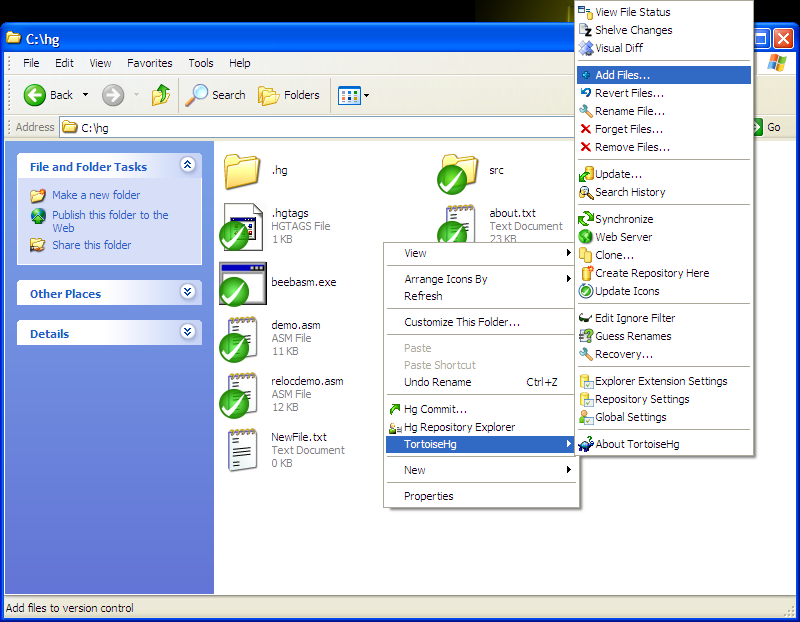 C:\hg
File Edit View Favorites Tools Help
Back Search Folders
Address C:\hg Go
File and Folder Tasks
Make a new folder
Publish this folder to the
Web
Share this folder
Other Places
Details
.hg
src
.hgtags
HGTAGS File
1 KB
about.txt
Text Document
23 KB
beebasm.exe
demo.asm
ASM File
11 KB
relocdemo.asm
ASM File
12 KB
NewFile.txt
Text Document
0 KB
View
Arrange Icons By
Refresh
Customize This Folder...
Paste
Paste Shortcut
Undo Rename Ctrl+Z
Hg Commit...
Hg Repository Explorer
TortoiseHg
New
Properties
View File Status
Shelve Changes
Visual Diff
Add Files...
Revert Files...
Rename File...
Forget Files...
Remove Files...
Update...
Search History
Synchronize
Web Server
Clone...
Create Repository Here
Update Icons
Edit Ignore Filter
Guess Renames
Recovery...
Explorer Extension Settings
Repository Settings
Global Settings
About TortoiseHg
Add files to version control